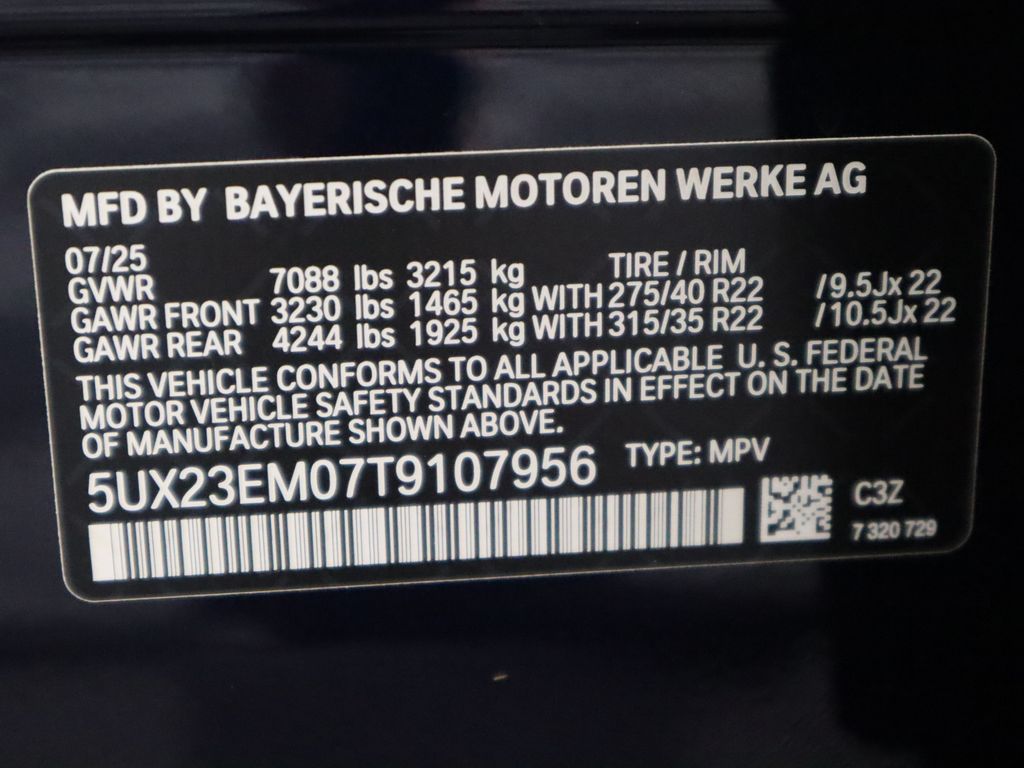 MFD BY BAYERISCHE MOTOREN WERKE AG
07/25 TIRE / RIM
GVWR 7088 lbs 3215 kg
GAWR FRONT 3230 lbs 1465 kg WITH 275/40 R22 /9.5Jx 22
GAWR REAR 4244 lbs 1925 kg WITH 315/35 R22 /10.5Jx 22
THIS VEHICLE CONFORMS TO ALL APPLICABLE U. S. FEDERAL
MOTOR VEHICLE SAFETY STANDARDS IN EFFECT ON THE DATE
OF MANUFACTURE SHOWN ABOVE.
5UX23EM07T9107956 TYPE: MPV
C3Z
7 320 729